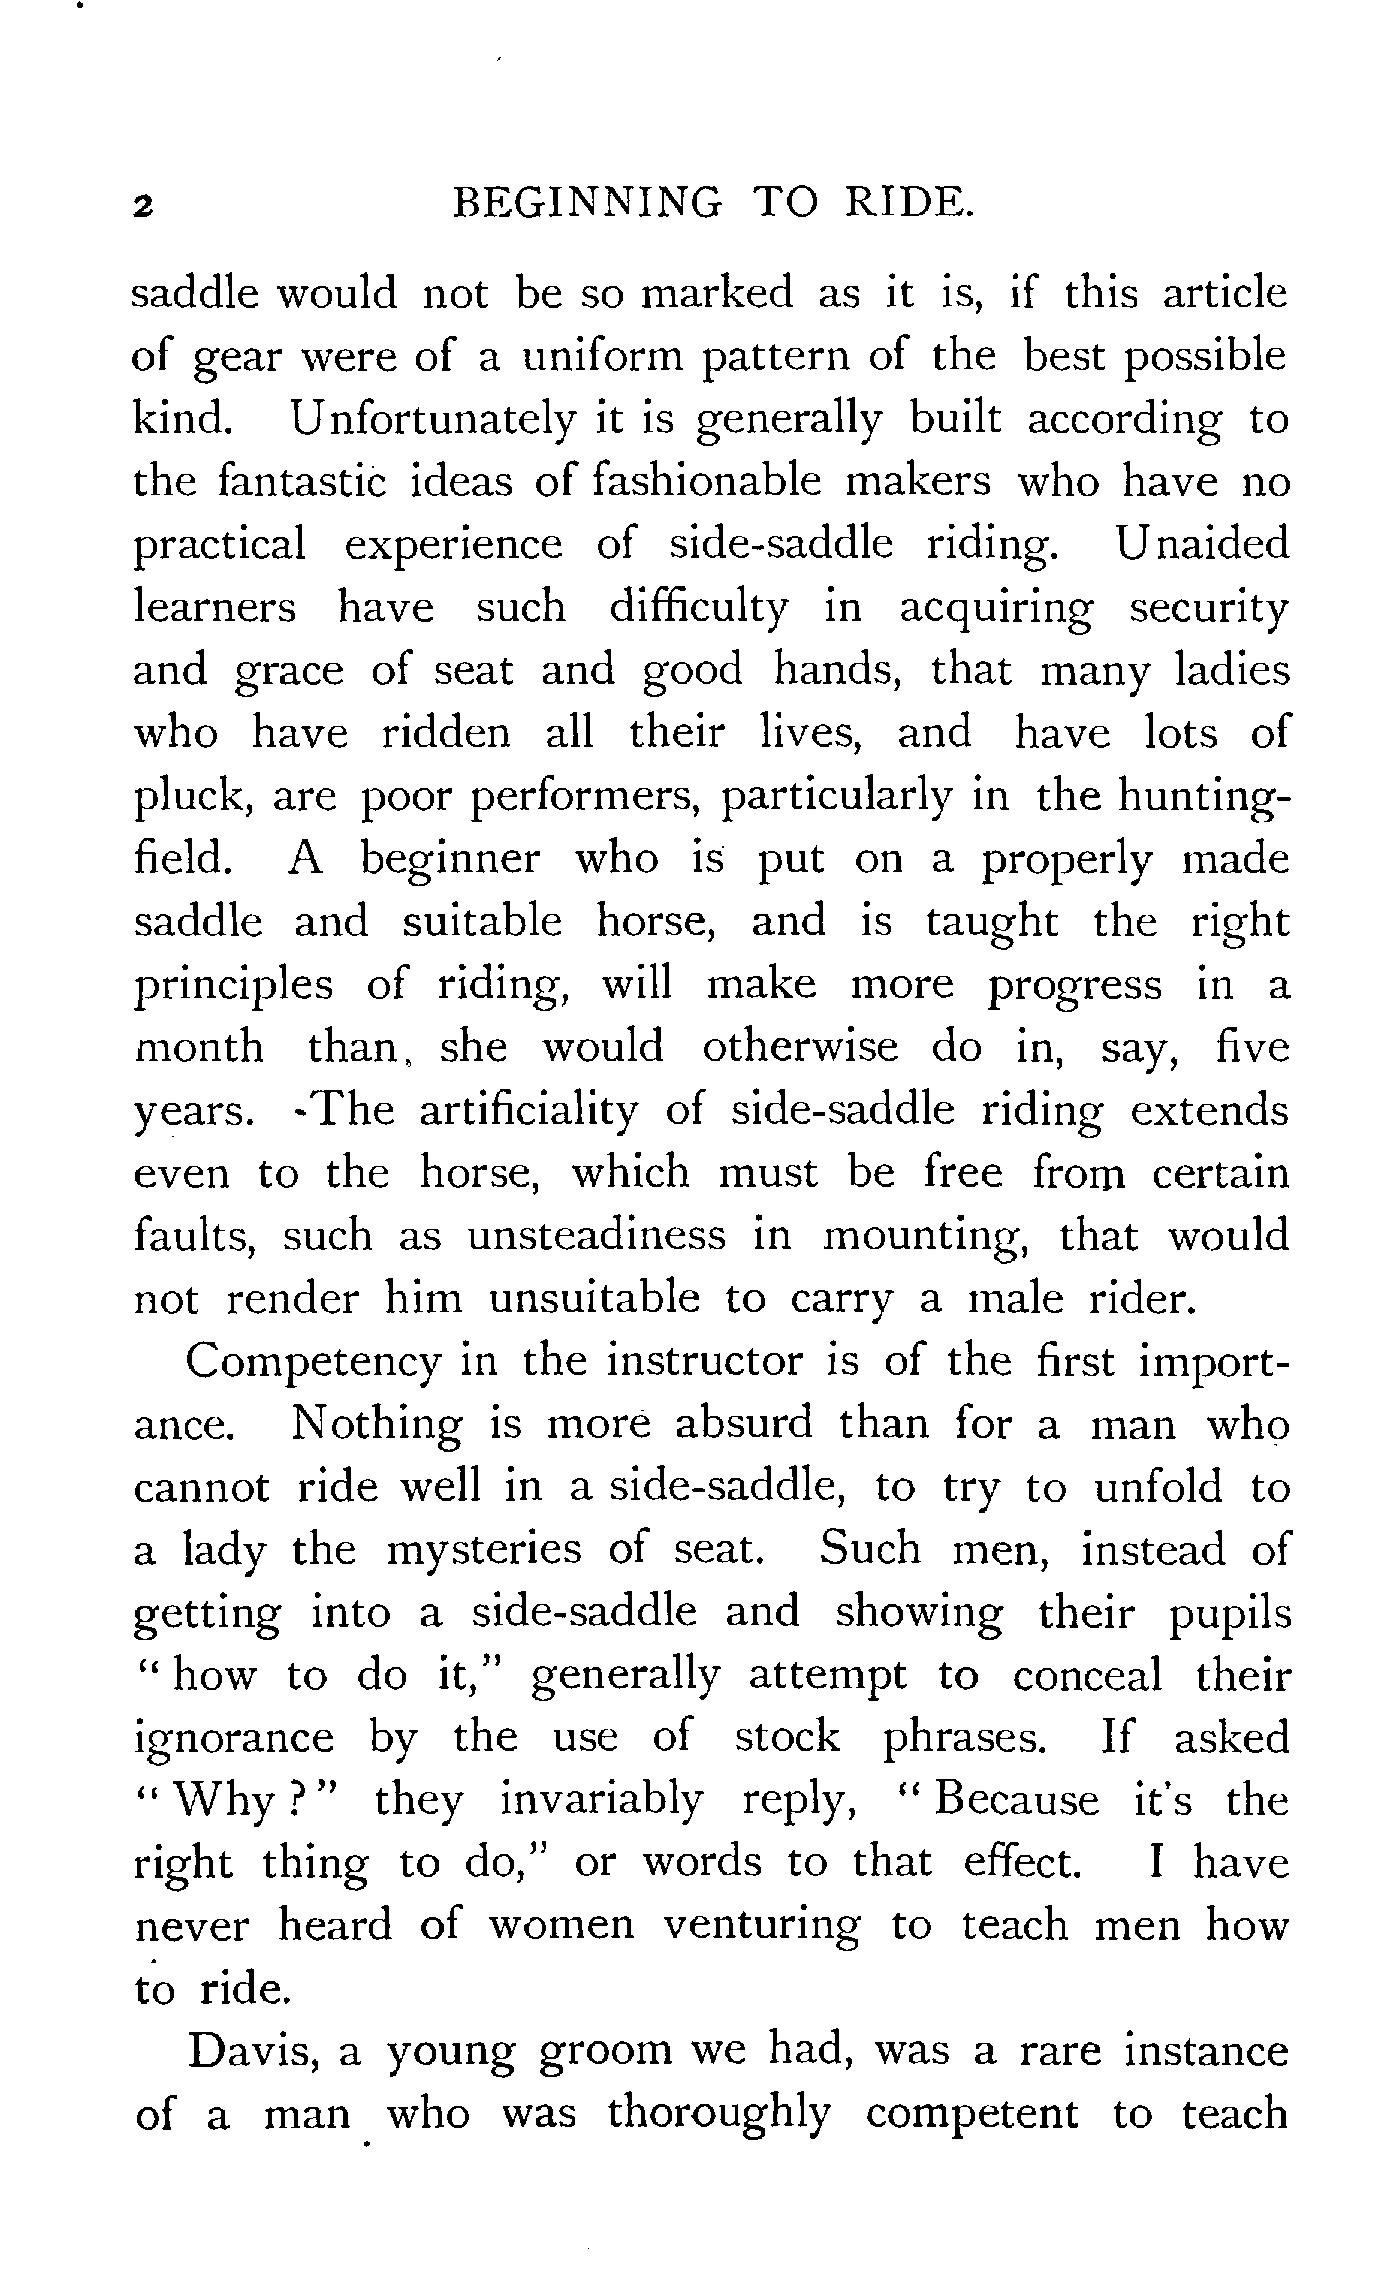 2 BEGINNING TO RIDE.
saddle would not be so marked as it is, if this article
of gear were of a uniform pattern of the best possible
kind. Unfortunately it is generally built according to
the fantastic ideas of fashionable makers who have no
practical experience of side-saddle riding. Unaided
learners have such difficulty in acquiring security
and grace of seat and good hands, that many ladies
who have ridden all their lives, and have lots of
pluck, are poor performers, particularly in the hunting-
field. A beginner who is put on a properly made
saddle and suitable horse, and is taught the right
principles of riding, will make more progress in a
month than she would otherwise do in, say, five
years. The artificiality of side-saddle riding extends
even to the horse, which must be free from certain
faults, such as unsteadiness in mounting, that would
not render him unsuitable to carry a male rider.
Competency in the instructor is of the first import-
ance. Nothing is more absurd than for a man who
cannot ride well in a side-saddle, to try to unfold to
a lady the mysteries of seat. Such men, instead of
getting into a side-saddle and showing their pupils
“ how to do it,” generally attempt to conceal their
ignorance by the use of stock phrases. If asked
“ Why ? ” they invariably reply, “ Because it's the
right thing to do,” or words to that effect. I have
never heard of women venturing to teach men how
to ride.
Davis, a young groom we had, was a rare instance
of a man who was thoroughly competent to teach